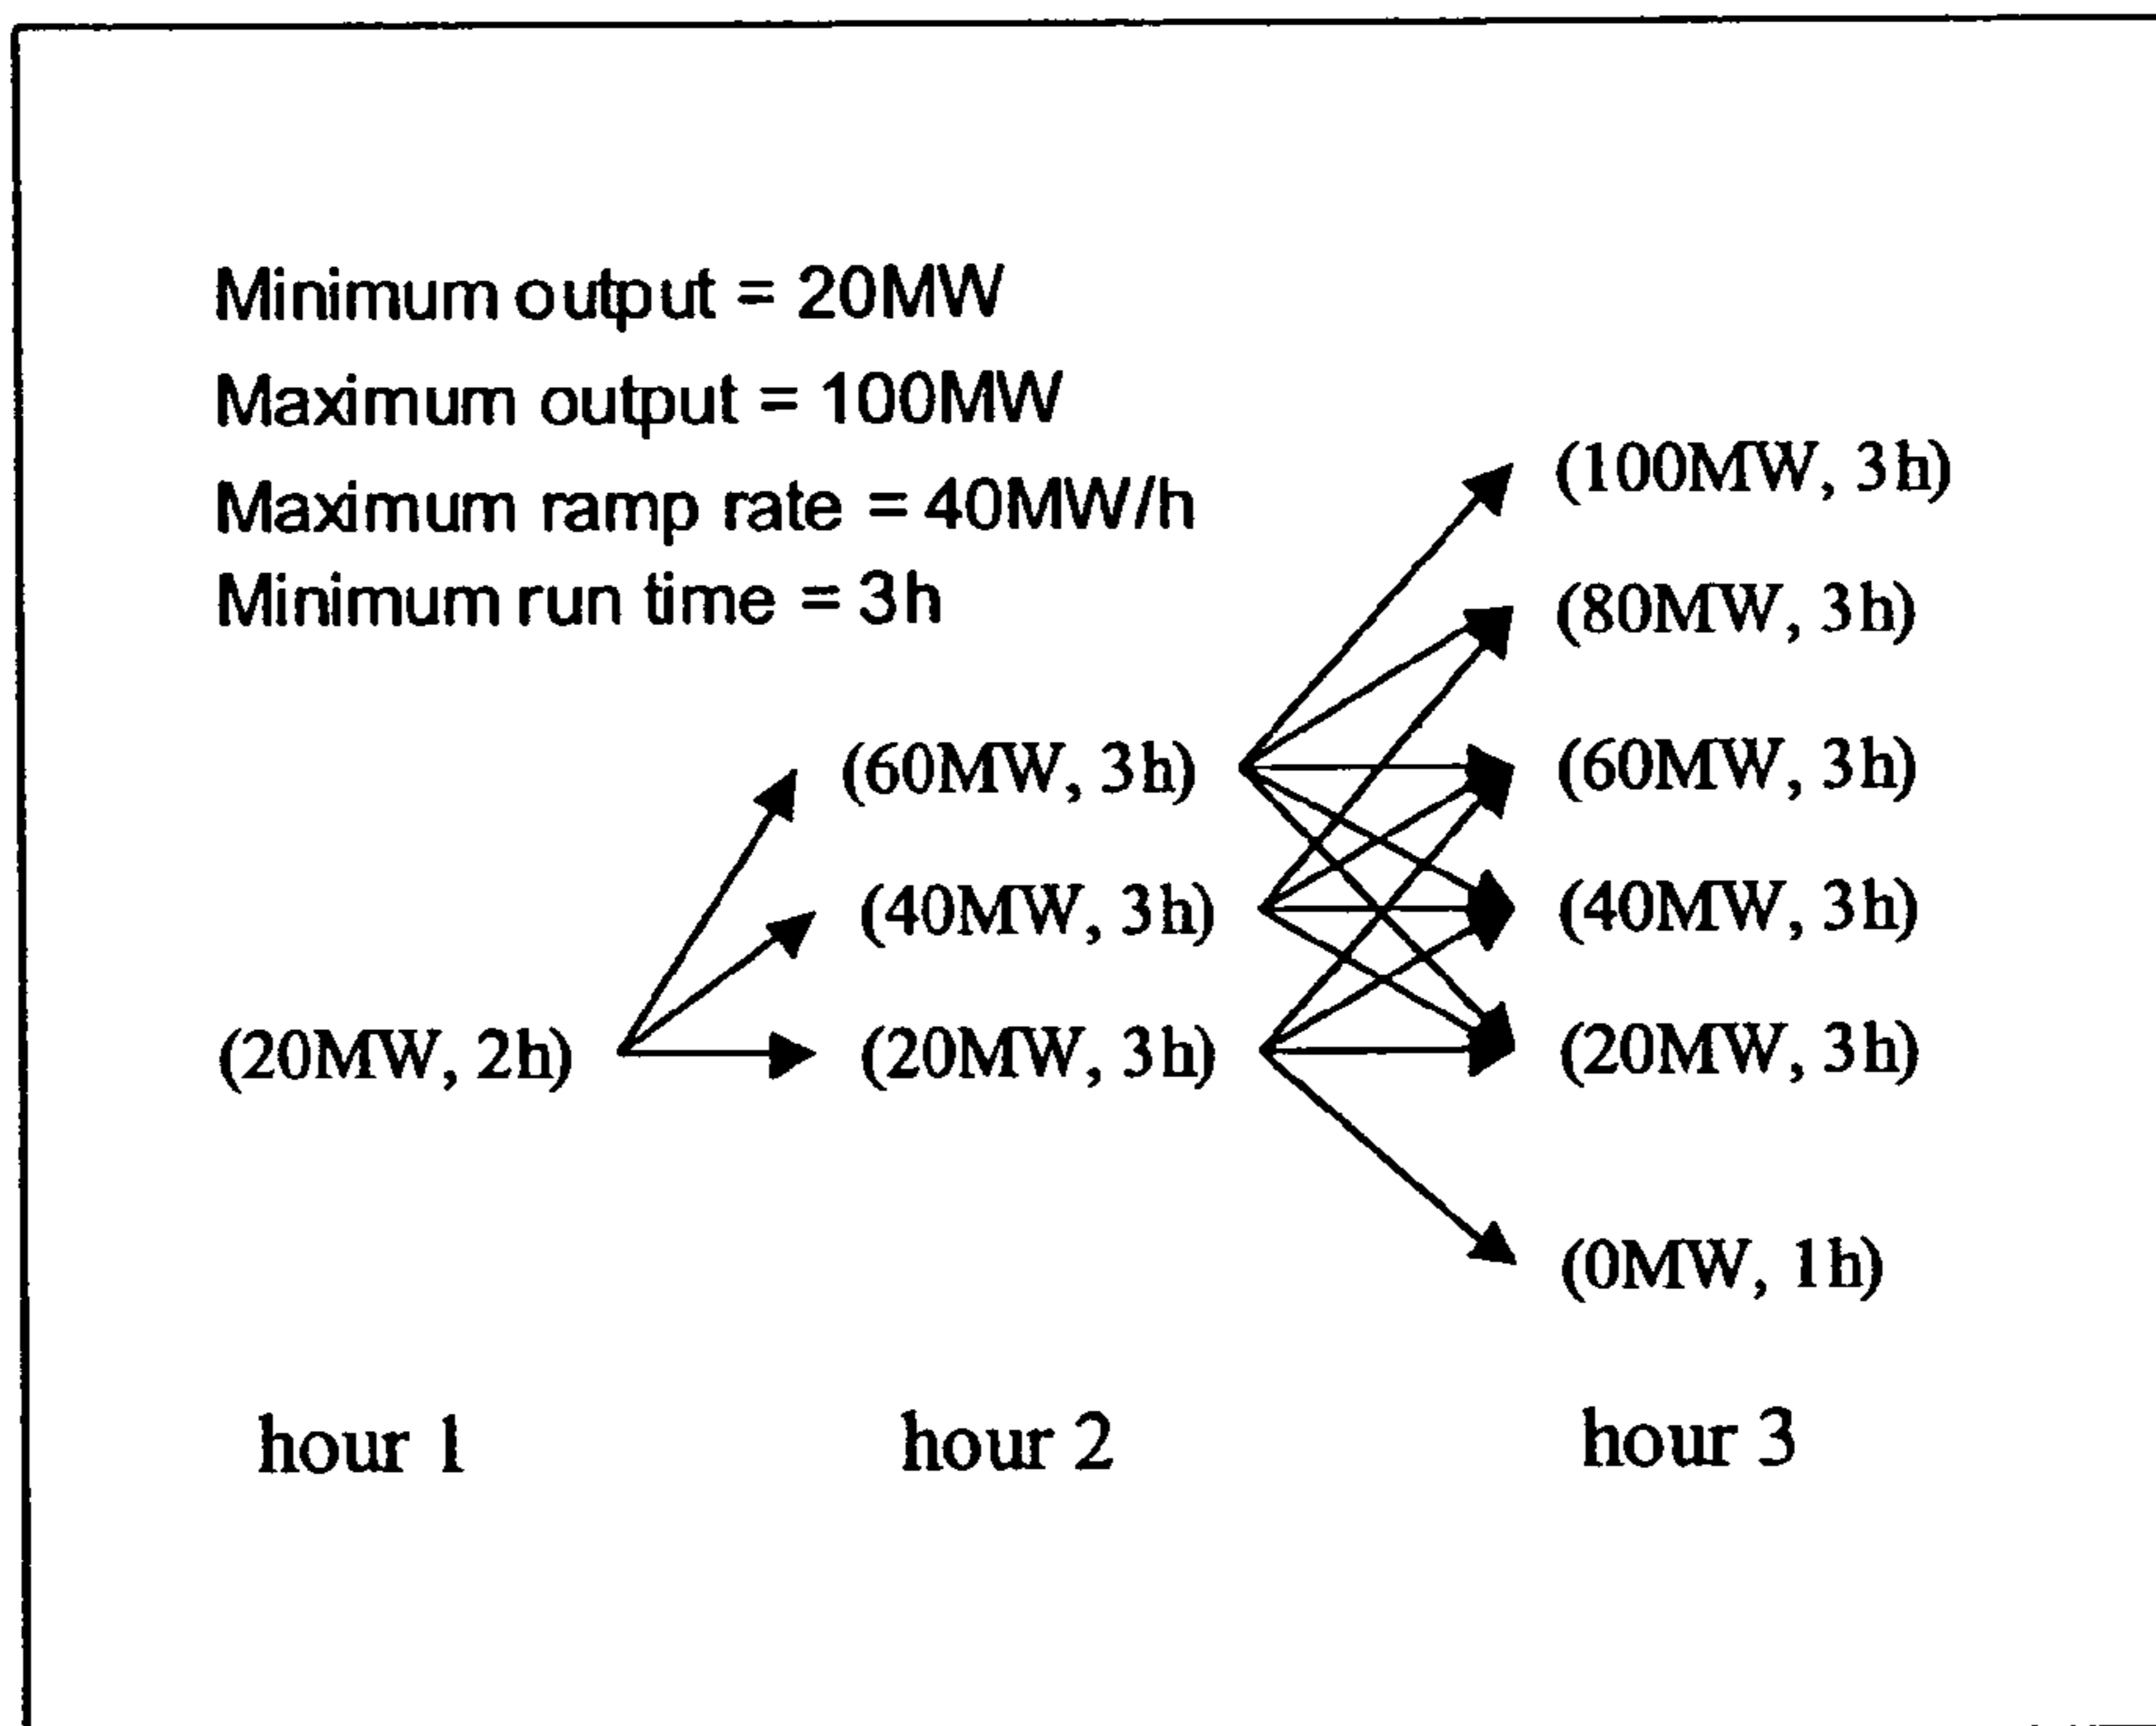 Minimum output = 20MW
Maximum output = 100MW
Maximum ramp rate = 40MW/h
Minimum run time = 3h
(100MW, 3h)
(80MW, 3h)
(60MW, 3h) (60MW, 3h)
(40MW, 3h) (40MW, 3h)
(20MW, 2h) (20MW, 3h) (20MW, 3h)
(0MW, 1h)
hour 1 hour 2 hour 3